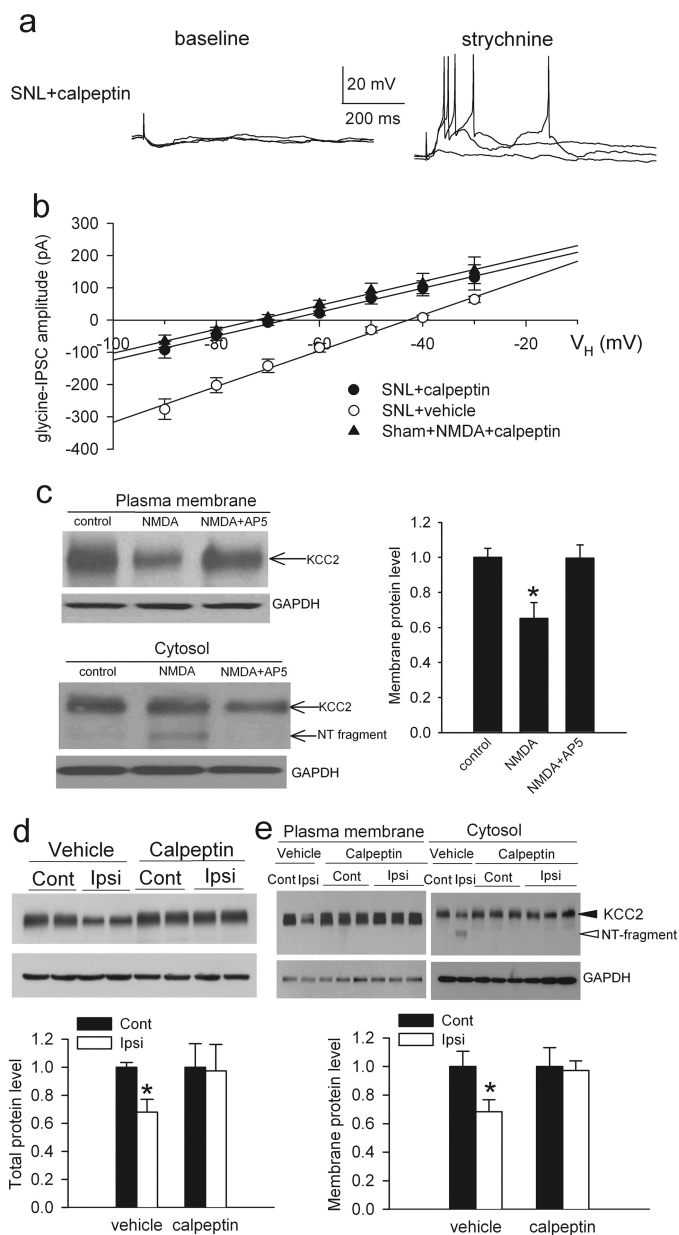 a
baseline
strychnine
SNL+calpeptin
20 mV
200 ms
b
glycine-IPSC amplitude (pA)
300
200
100
0
-100
-200
-300
-400
-100
-80
-60
-40
-20
V_H (mV)
SNL+calpeptin
SNL+vehicle
Sham+NMDA+calpeptin
c
Plasma membrane
control NMDA NMDA+AP5
KCC2
GAPDH
Cytosol
control NMDA NMDA+AP5
KCC2
NT fragment
GAPDH
Membrane protein level
1.2
1.0
0.8
0.6
0.4
0.2
0.0
*
control
NMDA
NMDA+AP5
d
Vehicle Calpeptin
Cont Ipsi Cont Ipsi
Total protein level
1.2
1.0
0.8
0.6
0.4
0.2
0.0
Cont
Ipsi
*
vehicle calpeptin
e
Plasma membrane Cytosol
Vehicle Calpeptin Vehicle Calpeptin
Cont Ipsi Cont Ipsi Cont Ipsi Cont Ipsi
KCC2
NT-fragment
GAPDH
Membrane protein level
1.2
1.0
0.8
0.6
0.4
0.2
0.0
Cont
Ipsi
*
vehicle calpeptin